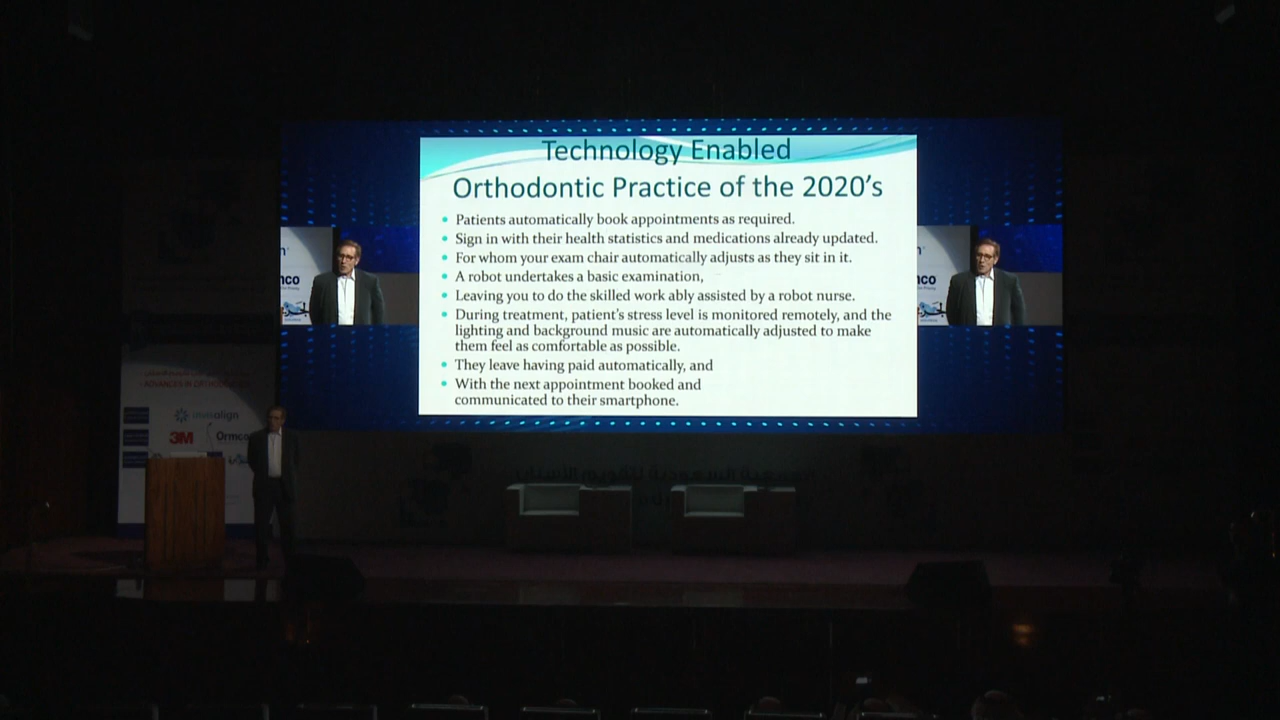 Technology Enabled
Orthodontic Practice of the 2020's
Patients automatically book appointments as required.
Sign in with their health statistics and medications already updated.
For whom your exam chair automatically adjusts as they sit in it.
A robot undertakes a basic examination,
Leaving you to do the skilled work ably assisted by a robot nurse.
During treatment, patient's stress level is monitored remotely, and the
lighting and background music are automatically adjusted to make
them feel as comfortable as possible.
They leave having paid automatically, and
With the next appointment booked and
communicated to their smartphone.
nco
nco
ADVANCES IN
invisalign
3M
Ormco